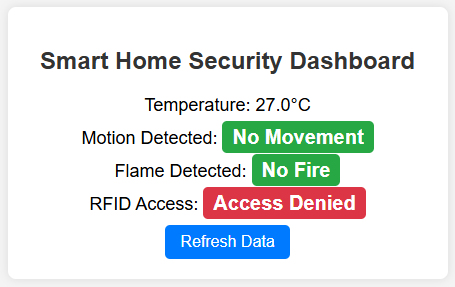 Smart Home Security Dashboard
Temperature: 27.0°C
Motion Detected: No Movement
Flame Detected: No Fire
RFID Access: Access Denied
Refresh Data